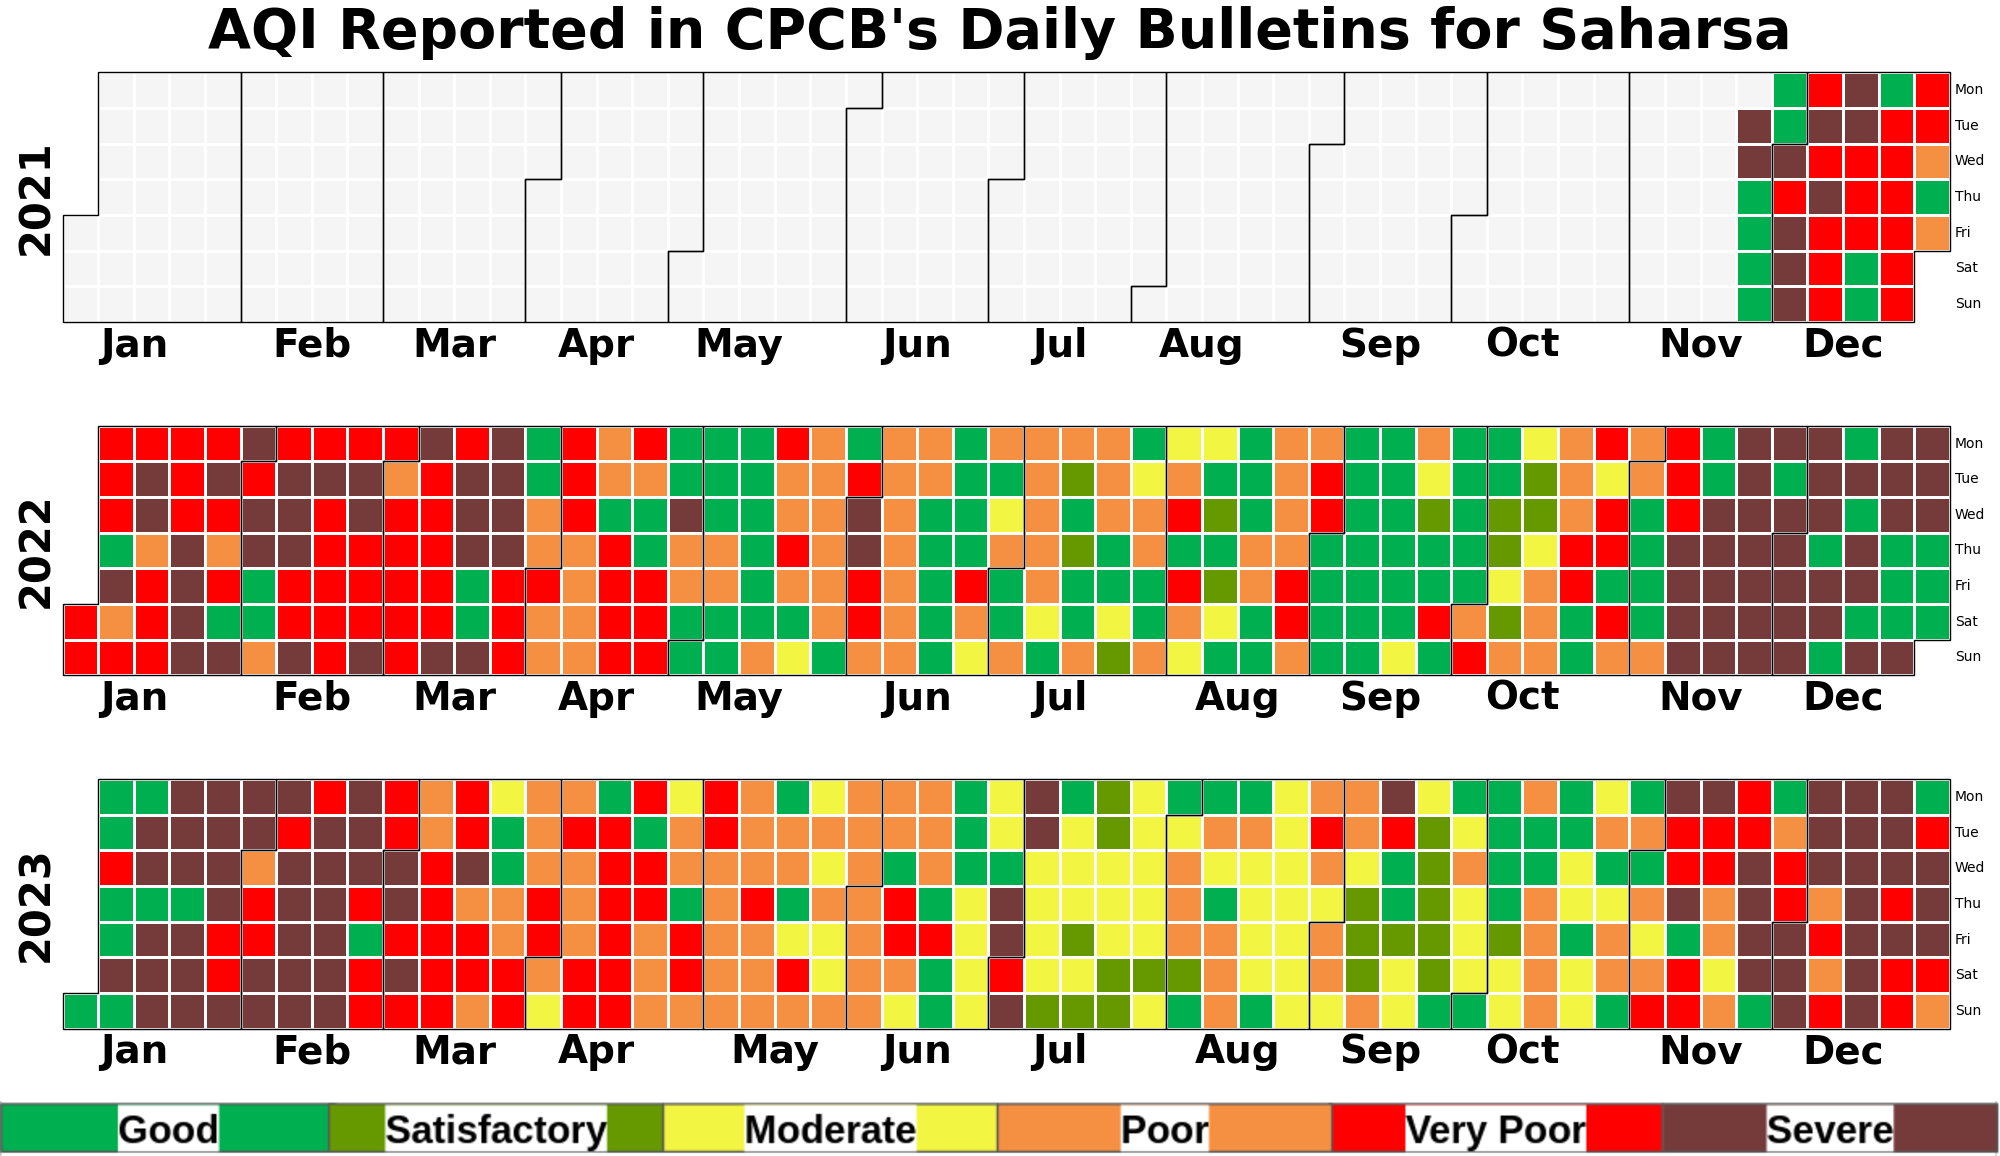 AQI Reported in CPCB's Daily Bulletins for Saharsa
2021
Mon
Tue
Wed
Thu
Fri
Sat
Sun
Jan Feb Mar Apr May Jun Jul Aug Sep Oct Nov Dec
2022
Mon
Tue
Wed
Thu
Fri
Sat
Sun
Jan Feb Mar Apr May Jun Jul Aug Sep Oct Nov Dec
2023
Mon
Tue
Wed
Thu
Fri
Sat
Sun
Jan Feb Mar Apr May Jun Jul Aug Sep Oct Nov Dec
Good Satisfactory Moderate Poor Very Poor Severe